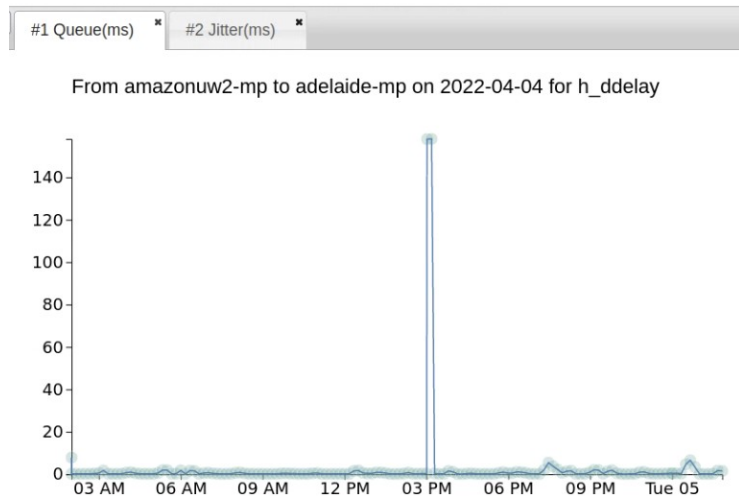 #1 Queue(ms) ✖ #2 Jitter(ms) ✖
From amazonuw2-mp to adelaide-mp on 2022-04-04 for h_ddelay
140
120
100
80
60
40
20
0
03 AM 06 AM 09 AM 12 PM 03 PM 06 PM 09 PM Tue 05